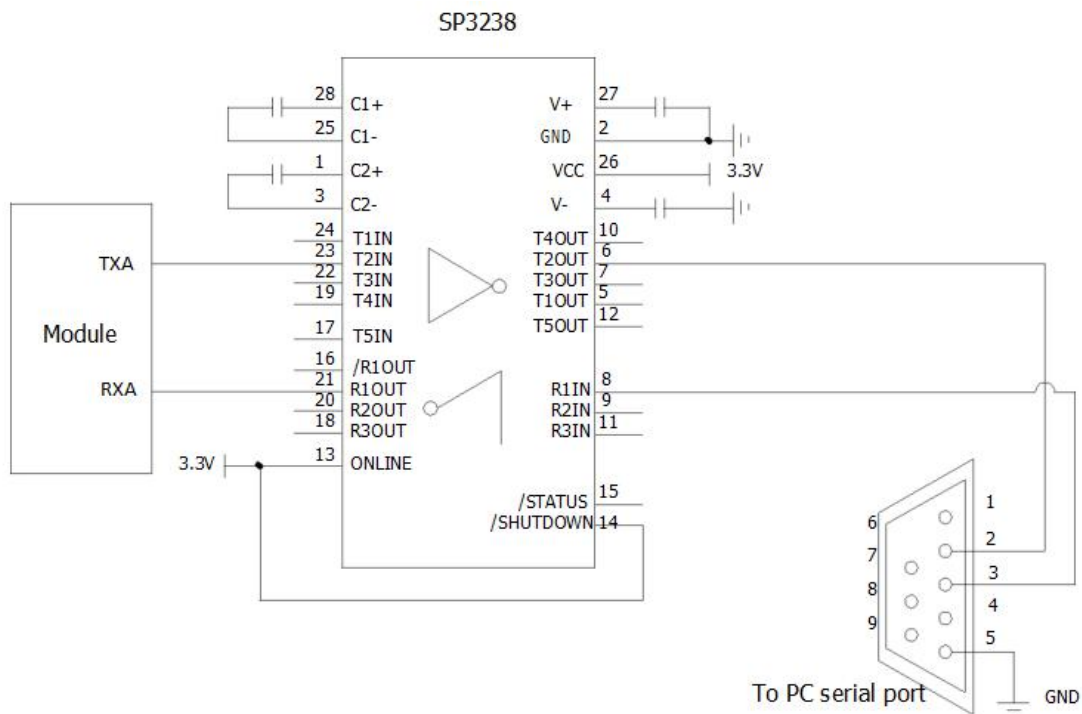 SP3238
28 C1+ V+ 27
25 C1- GND 2
1 C2+ VCC 26 3.3V
3 C2- V- 4
24 T1IN T4OUT 10
TXA 23 T2IN T2OUT 6
22 T3IN T3OUT 7
19 T4IN T1OUT 5
17 T5IN T5OUT 12
Module
16 /R1OUT
RXA 21 R1OUT R1IN 8
20 R2OUT R2IN 9
18 R3OUT R3IN 11
3.3V 13 ONLINE
/STATUS 15
/SHUTDOWN 14
1
6
2
7
3
8
4
9
5
To PC serial port
GND